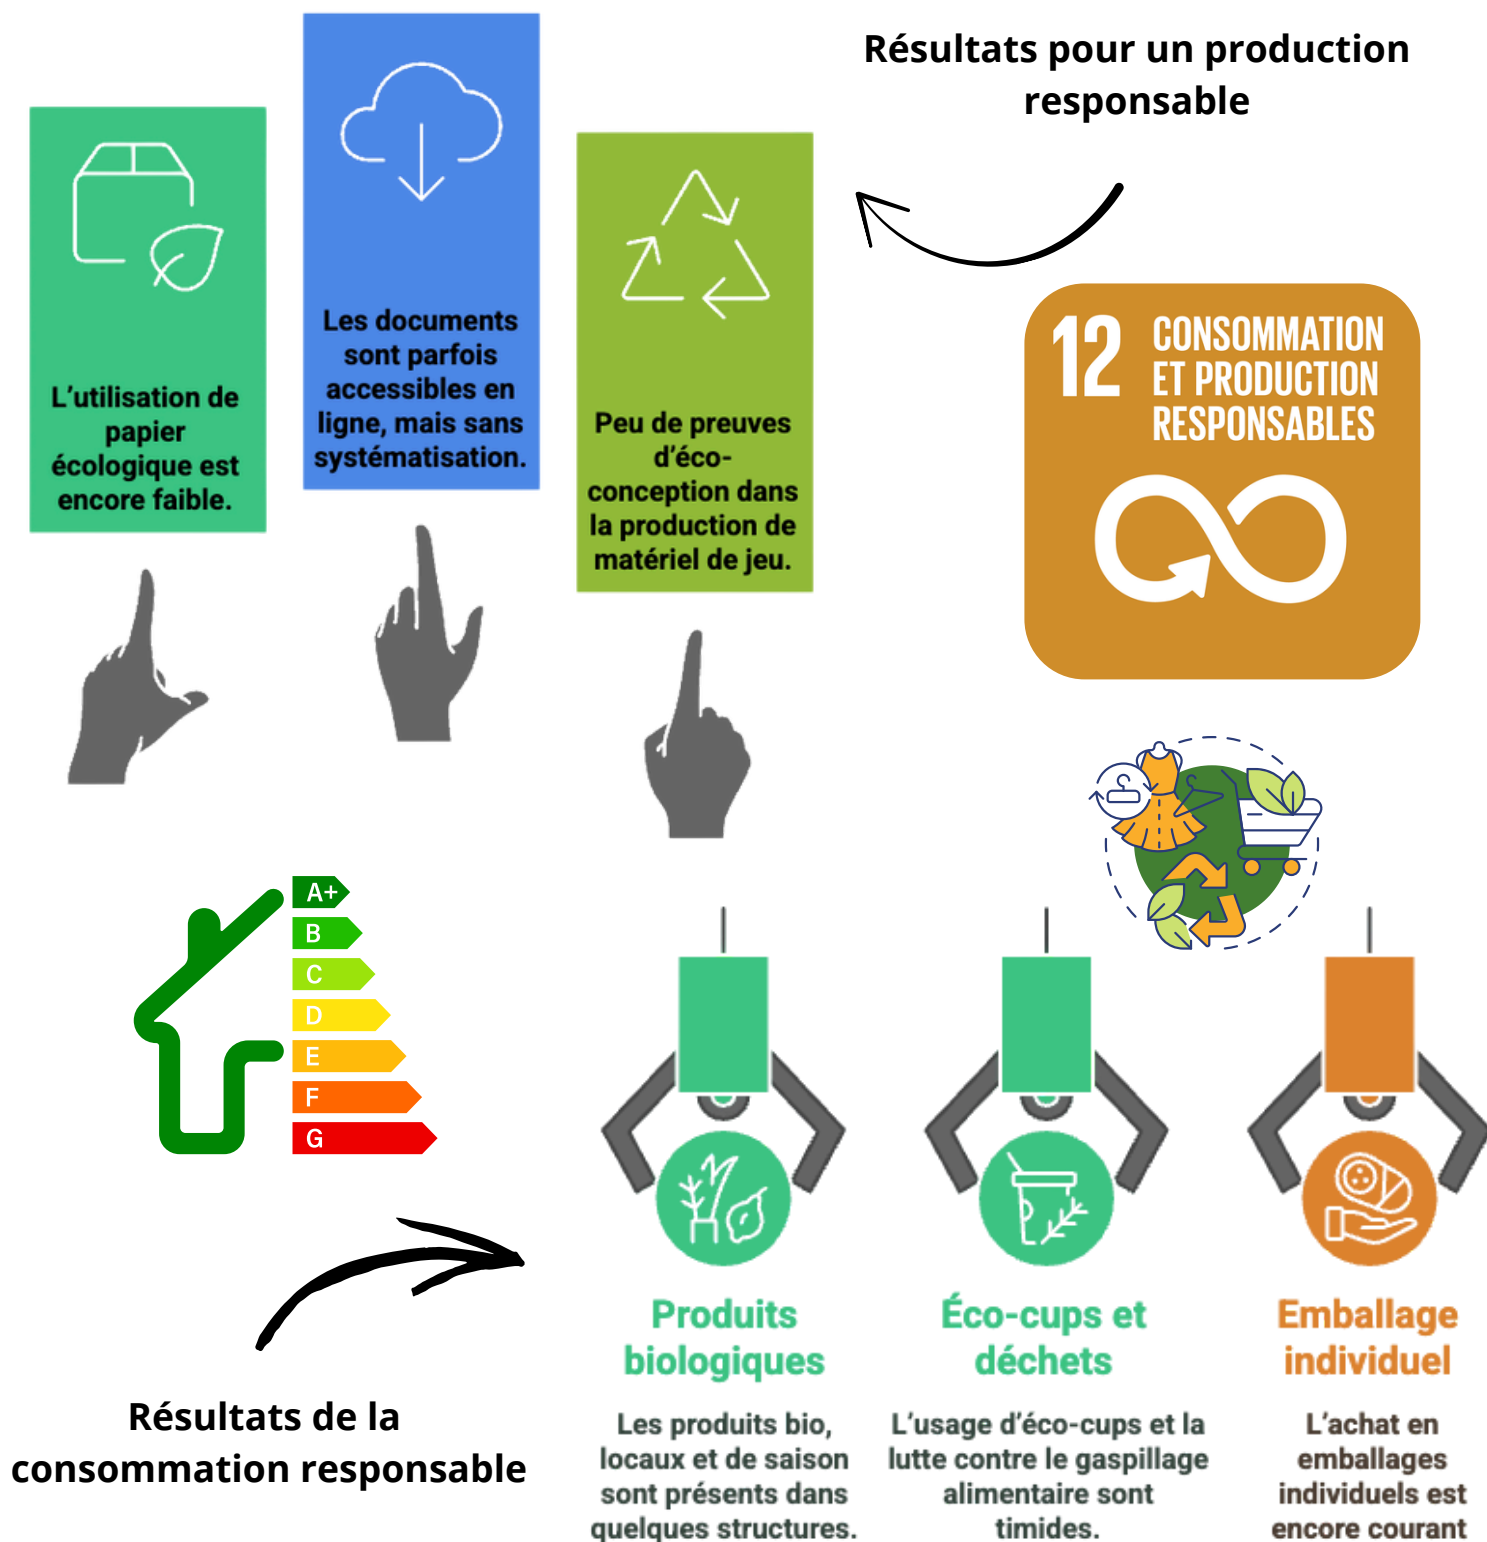 Résultats pour un production
responsable
L'utilisation de
papier
écologique est
encore faible.
Les documents
sont parfois
accessibles en
ligne, mais sans
systématisation.
Peu de preuves
d'éco-
conception dans
la production de
matériel de jeu.
12 CONSOMMATION
ET PRODUCTION
RESPONSABLES
A+
B
C
D
E
F
G
Résultats de la
consommation responsable
Produits
biologiques
Les produits bio,
locaux et de saison
sont présents dans
quelques structures.
Éco-cups et
déchets
L'usage d'éco-cups et la
lutte contre le gaspillage
alimentaire sont
timides.
Emballage
individuel
L'achat en
emballages
individuels est
encore courant